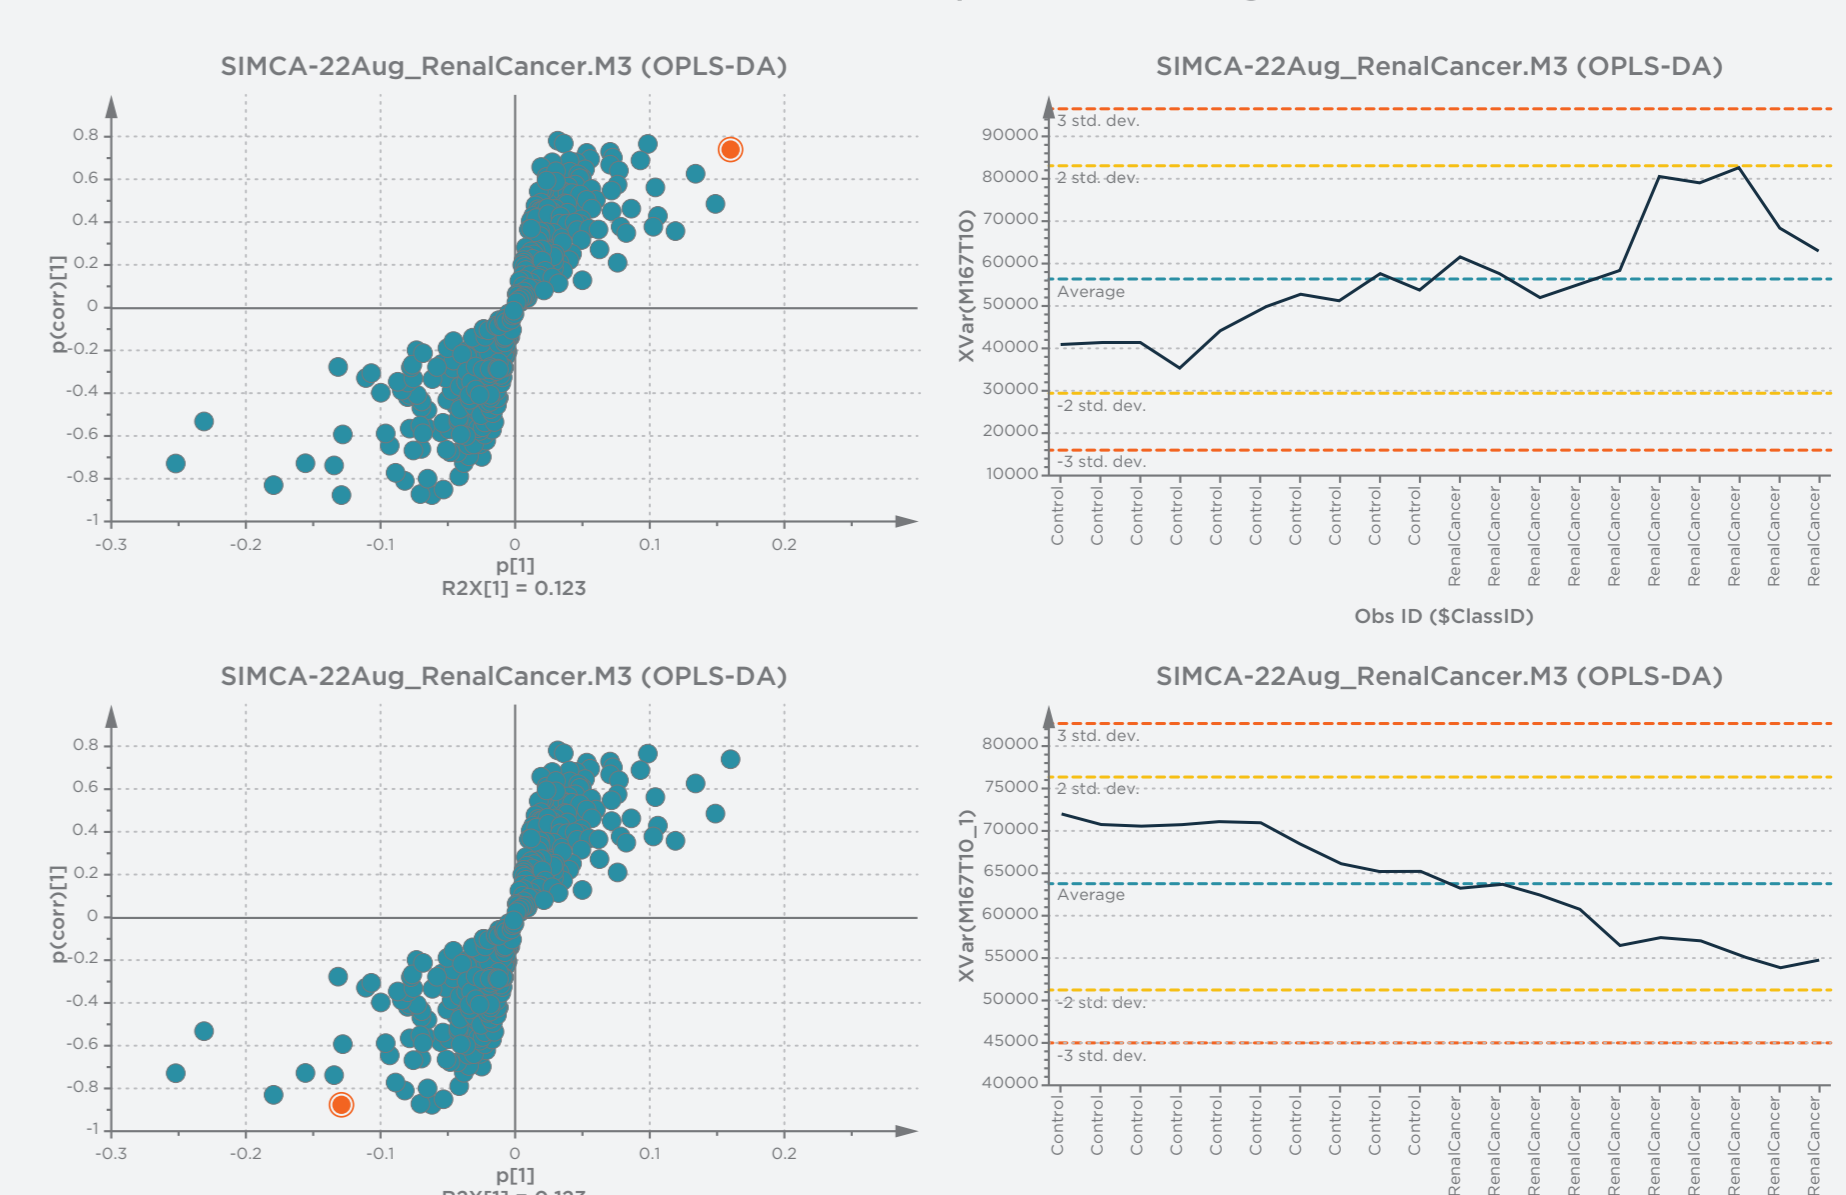 SIMCA-22Aug_RenalCancer.M3 (OPLS-DA)
p(corr)[1]
0.8
0.6
0.4
0.2
0
-0.2
-0.4
-0.6
-0.8
-1
-0.3 -0.2 -0.1 0 0.1 0.2
p[1]
R2X[1] = 0.123
SIMCA-22Aug_RenalCancer.M3 (OPLS-DA)
XVar(M167T10)
90000
80000
70000
60000
50000
40000
30000
20000
10000
3 std. dev.
2 std. dev.
Average
-2 std. dev.
-3 std. dev.
Control Control Control Control Control Control Control Control Control Control RenalCancer RenalCancer RenalCancer RenalCancer RenalCancer RenalCancer RenalCancer RenalCancer RenalCancer RenalCancer
Obs ID ($ClassID)
SIMCA-22Aug_RenalCancer.M3 (OPLS-DA)
p(corr)[1]
0.8
0.6
0.4
0.2
0
-0.2
-0.4
-0.6
-0.8
-1
-0.3 -0.2 -0.1 0 0.1 0.2
p[1]
R2X[1] = 0.123
SIMCA-22Aug_RenalCancer.M3 (OPLS-DA)
XVar(M167T10_1)
80000
75000
70000
65000
60000
55000
50000
45000
40000
3 std. dev.
2 std. dev.
Average
-2 std. dev.
-3 std. dev.
Control Control Control Control Control Control Control Control Control Control RenalCancer RenalCancer RenalCancer RenalCancer RenalCancer RenalCancer RenalCancer RenalCancer RenalCancer RenalCancer